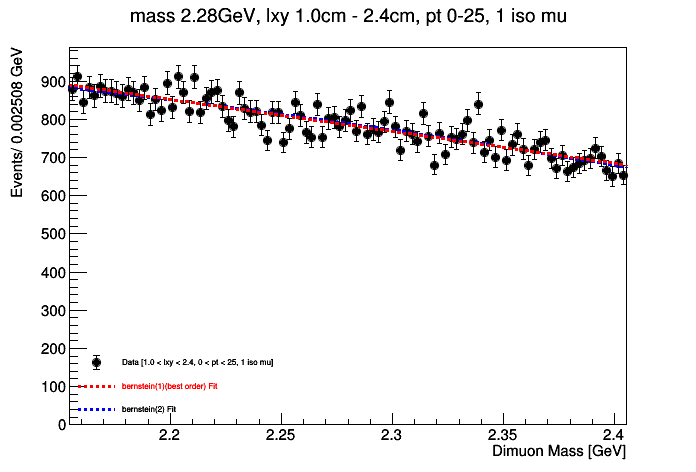 mass 2.28GeV, lxy 1.0cm - 2.4cm, pt 0-25, 1 iso mu
Events/ 0.002508 GeV
900
800
700
600
500
400
300
200
100
0
Data [1.0 < lxy < 2.4, 0 < pt < 25, 1 iso mu]
bernstein(1)(best order) Fit
bernstein(2) Fit
2.2 2.25 2.3 2.35 2.4
Dimuon Mass [GeV]